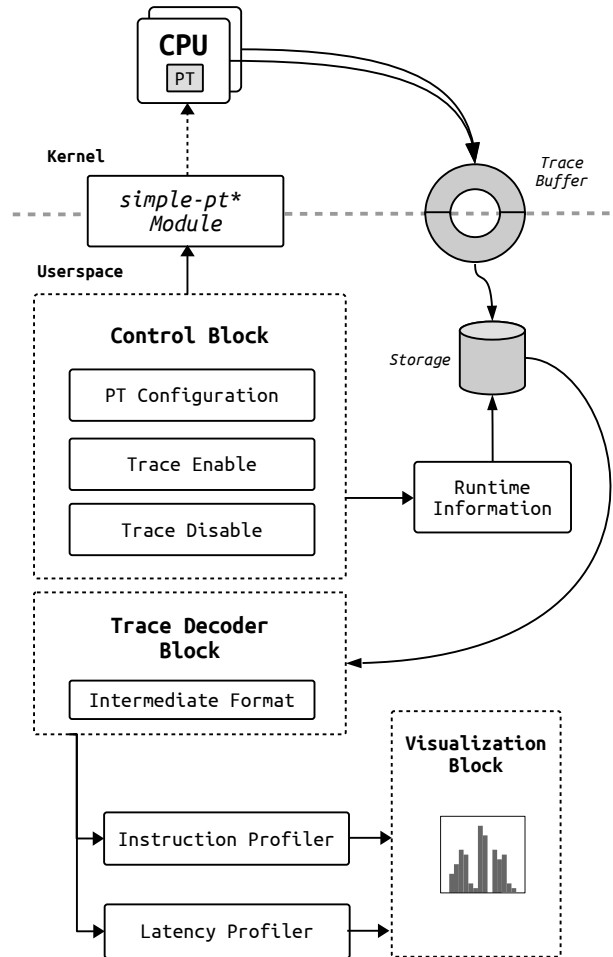 CPU
PT
Kernel
Trace
Buffer
simple-pt*
Module
Userspace
Control Block
Storage
PT Configuration
Trace Enable
Runtime
Information
Trace Disable
Trace Decoder
Block
Intermediate Format
Visualization
Block
Instruction Profiler
Latency Profiler